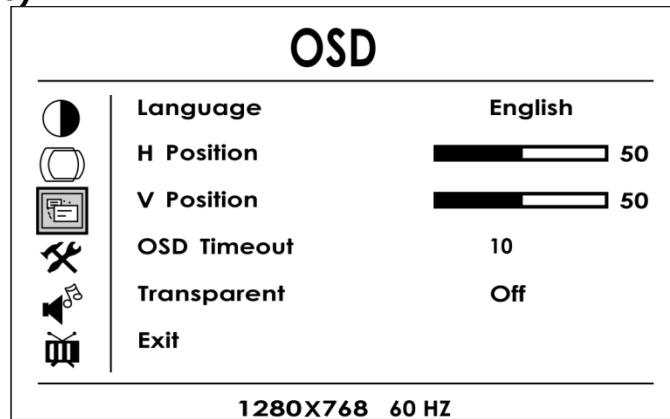 OSD
Language English
H Position 50
V Position 50
OSD Timeout 10
Transparent Off
Exit
1280X768 60 HZ